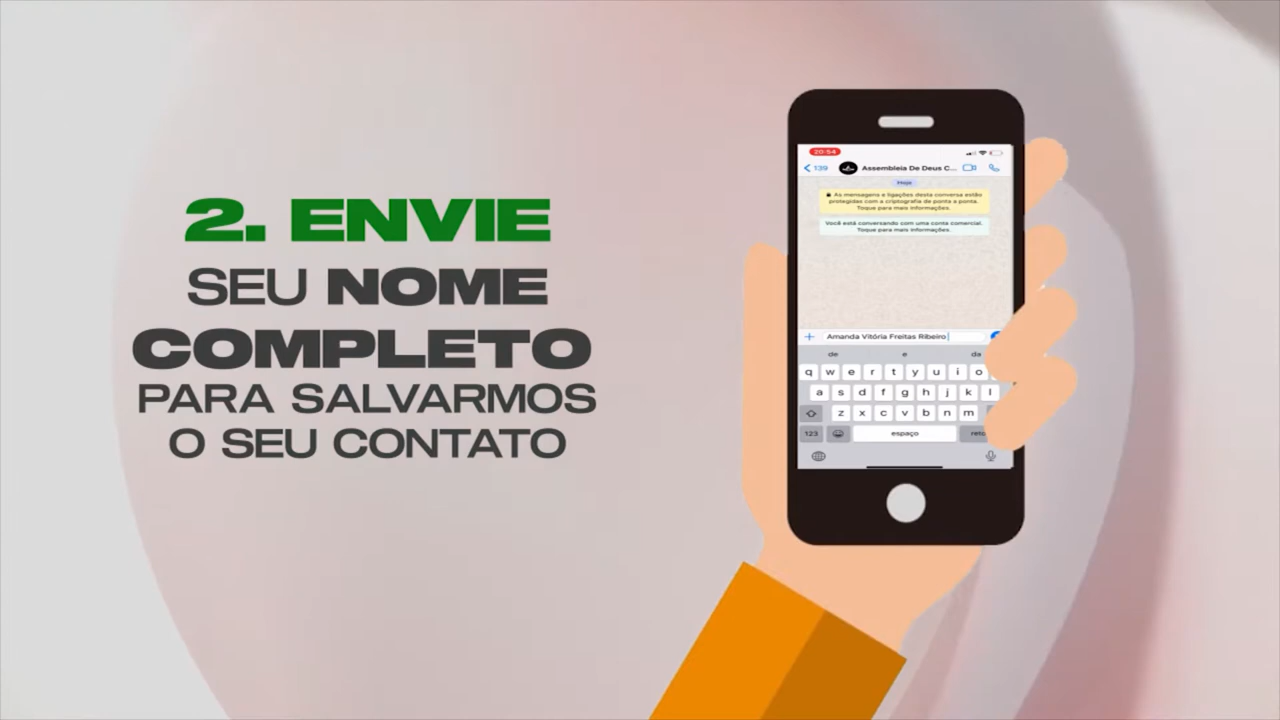 2. ENVIE
SEU NOME
COMPLETO
PARA SALVARMOS
O SEU CONTATO
20:54
139
Assembleia De Deus C...
Hoje
As mensagens e ligações desta conversa estão
protegidas com a criptografia de ponta a ponta.
Toque para mais informações.
Você está conversando com uma conta comercial.
Toque para mais informações.
Amanda Vitória Freitas Ribeiro
de e da
q w e r t y u i o
a s d f g h j k l
z x c v b n m
123 espaço reto